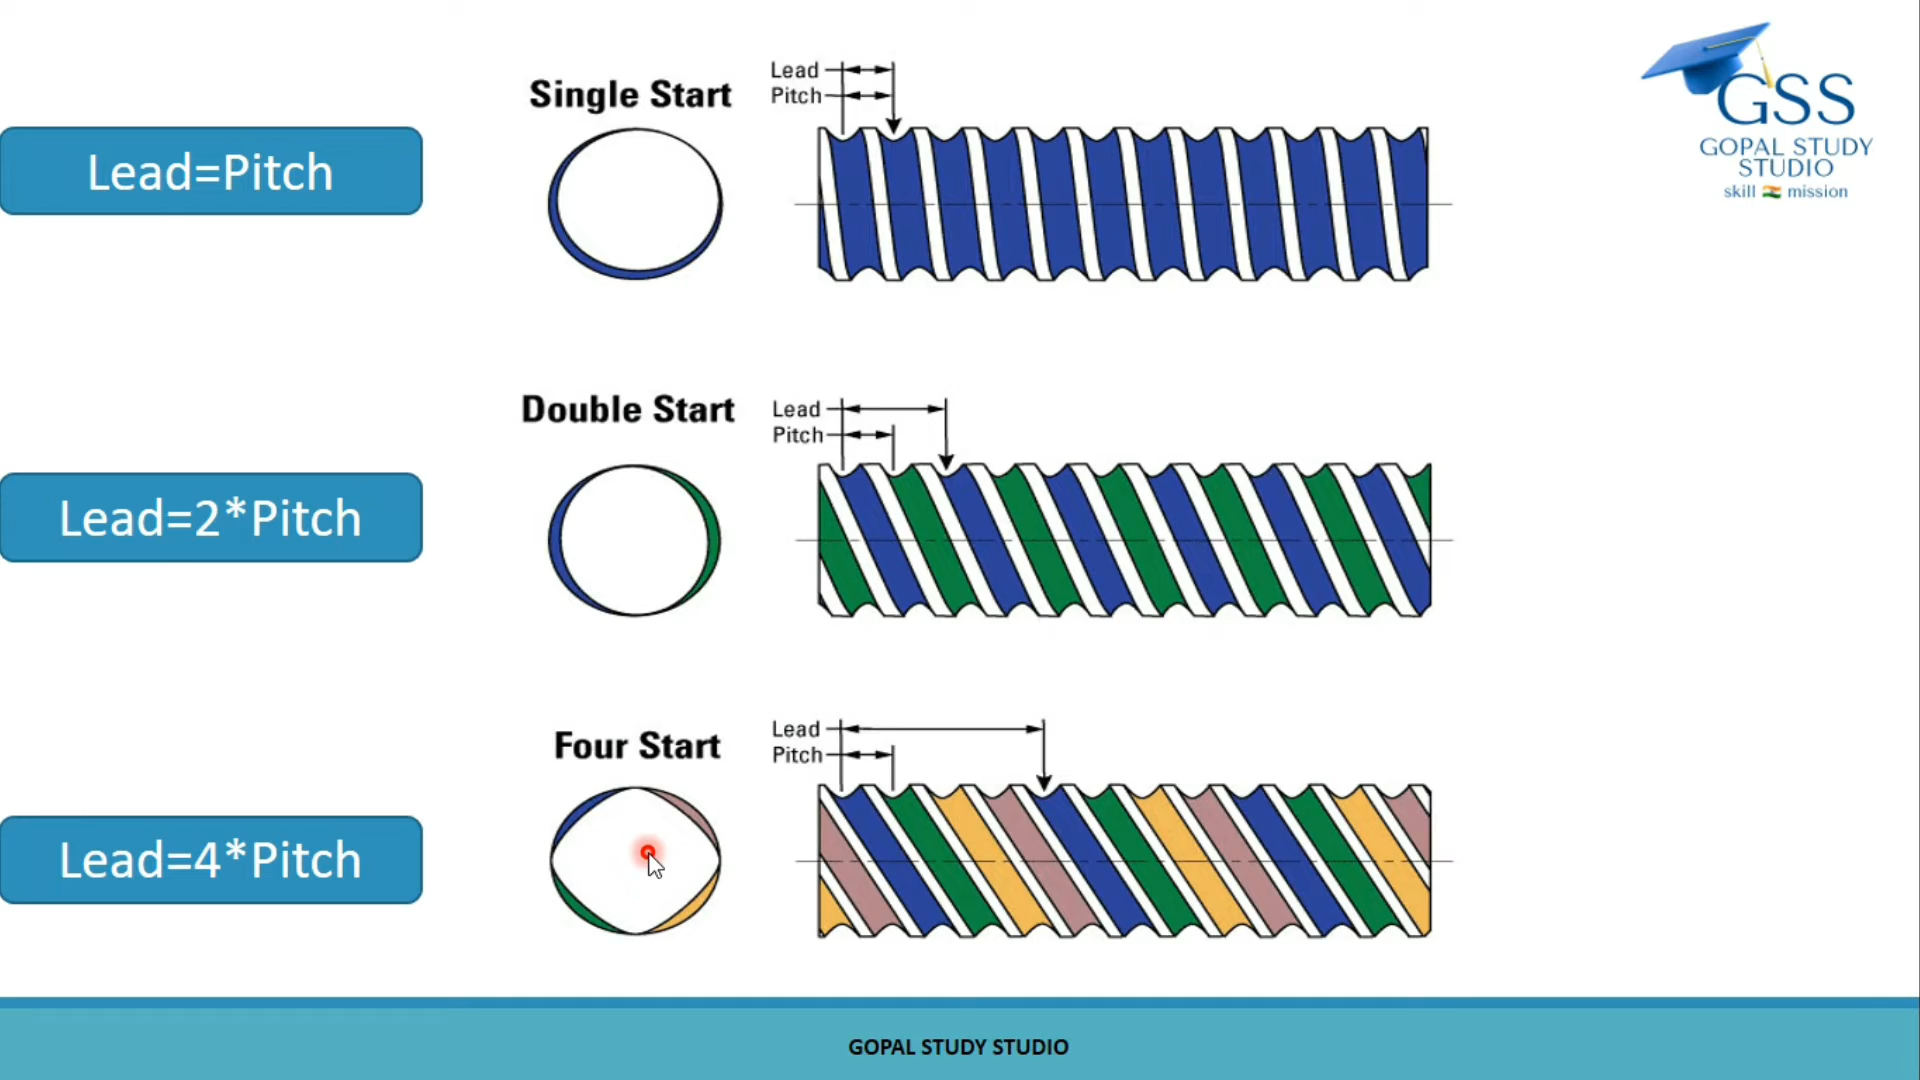 Lead=Pitch
Single Start
Lead
Pitch
GSS
GOPAL STUDY
STUDIO
skill mission
Lead=2*Pitch
Double Start
Lead
Pitch
Lead=4*Pitch
Four Start
Lead
Pitch
GOPAL STUDY STUDIO